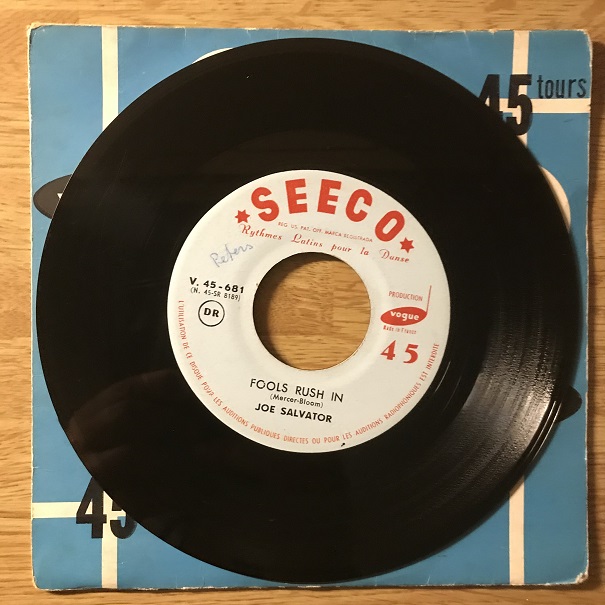 45 tours
SEECO
REG. US. PAT. OFF. MARCA REGISTRADA
Rythmes Latins pour la Danse
Peters
V. 45-681
(N. 45-SR 8189)
DR
PRODUCTION
vogue
Made in France
45
FOOLS RUSH IN
(Mercer-Bloom)
JOE SALVATOR
L'UTILISATION DE CE DISQUE POUR LES AUDITIONS PUBLIQUES DIRECTES OU POUR LES AUDITIONS RADIOPHONIQUES EST INTERDITE
45